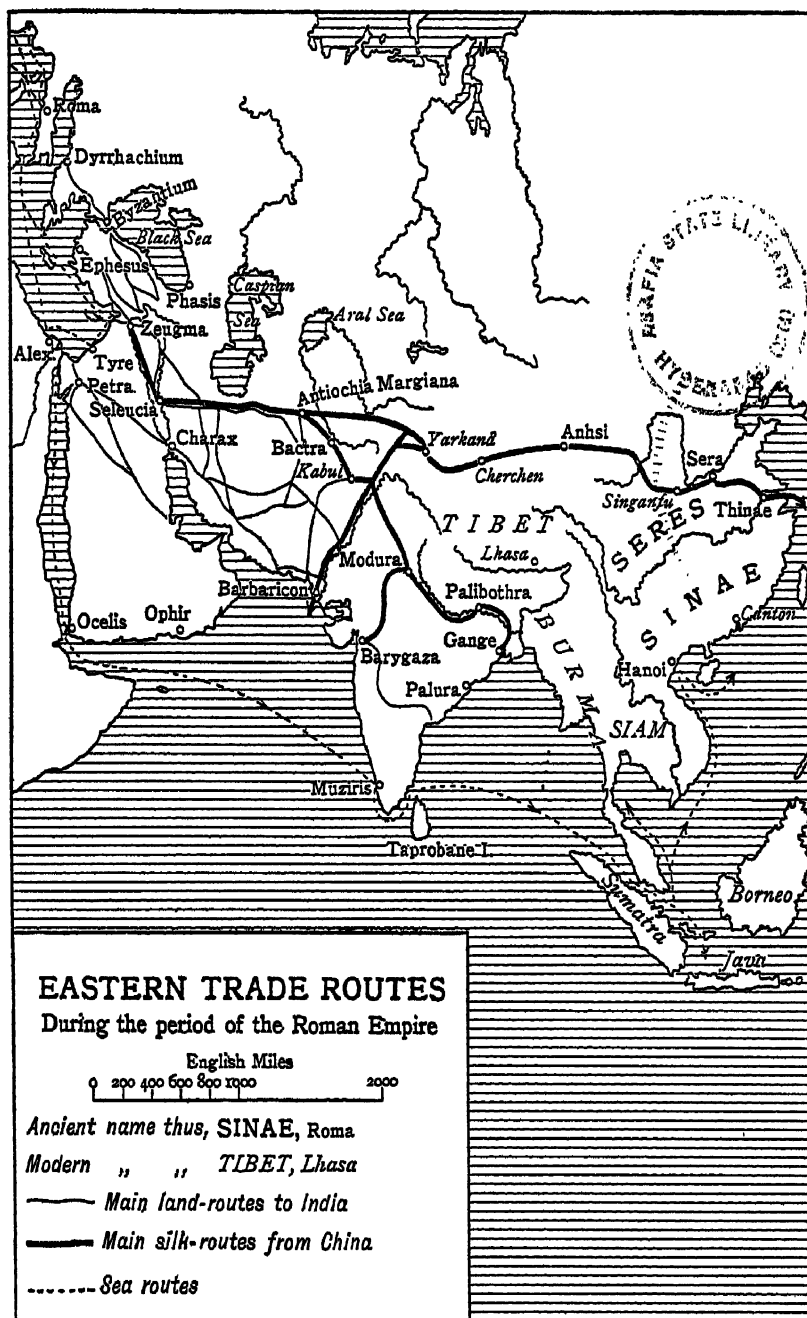 Roma
Dyrrhachium
Byzantium
Black Sea
Ephesus
Phasis
Caspian
Sea
Aral Sea
Zeugma
Alex.
Tyre
Petra
Seleucia
Antiochia Margiana
Charax
Bactra
Kabul
Yarkand
Anhsi
Cherchen
Sera
Singanfu
Thinae
SERES
TIBET
Lhasa
SINAE
Modura
Barbaricon
Palibothra
Canton
Ocelis
Ophir
Barygaza
Gange
BURM
Hanoi
Palura
SIAM
Muziris
Taprobane I.
Sumatra
Borneo
Java
STATE LIBRARY
EASTERN TRADE ROUTES
During the period of the Roman Empire
English Miles
0 200 400 600 800 1000 2000
Ancient name thus, SINAE, Roma
Modern „ „ TIBET, Lhasa
Main land-routes to India
Main silk-routes from China
Sea routes